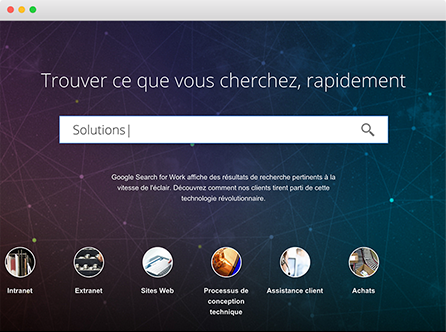 Trouver ce que vous cherchez, rapidement
Solutions
Google Search for Work affiche des résultats de recherche pertinents à la
vitesse de l'éclair. Découvrez comment nos clients tirent parti de cette
technologie révolutionnaire.
Intranet
Extranet
Sites Web
Processus de
conception
technique
Assistance client
Achats